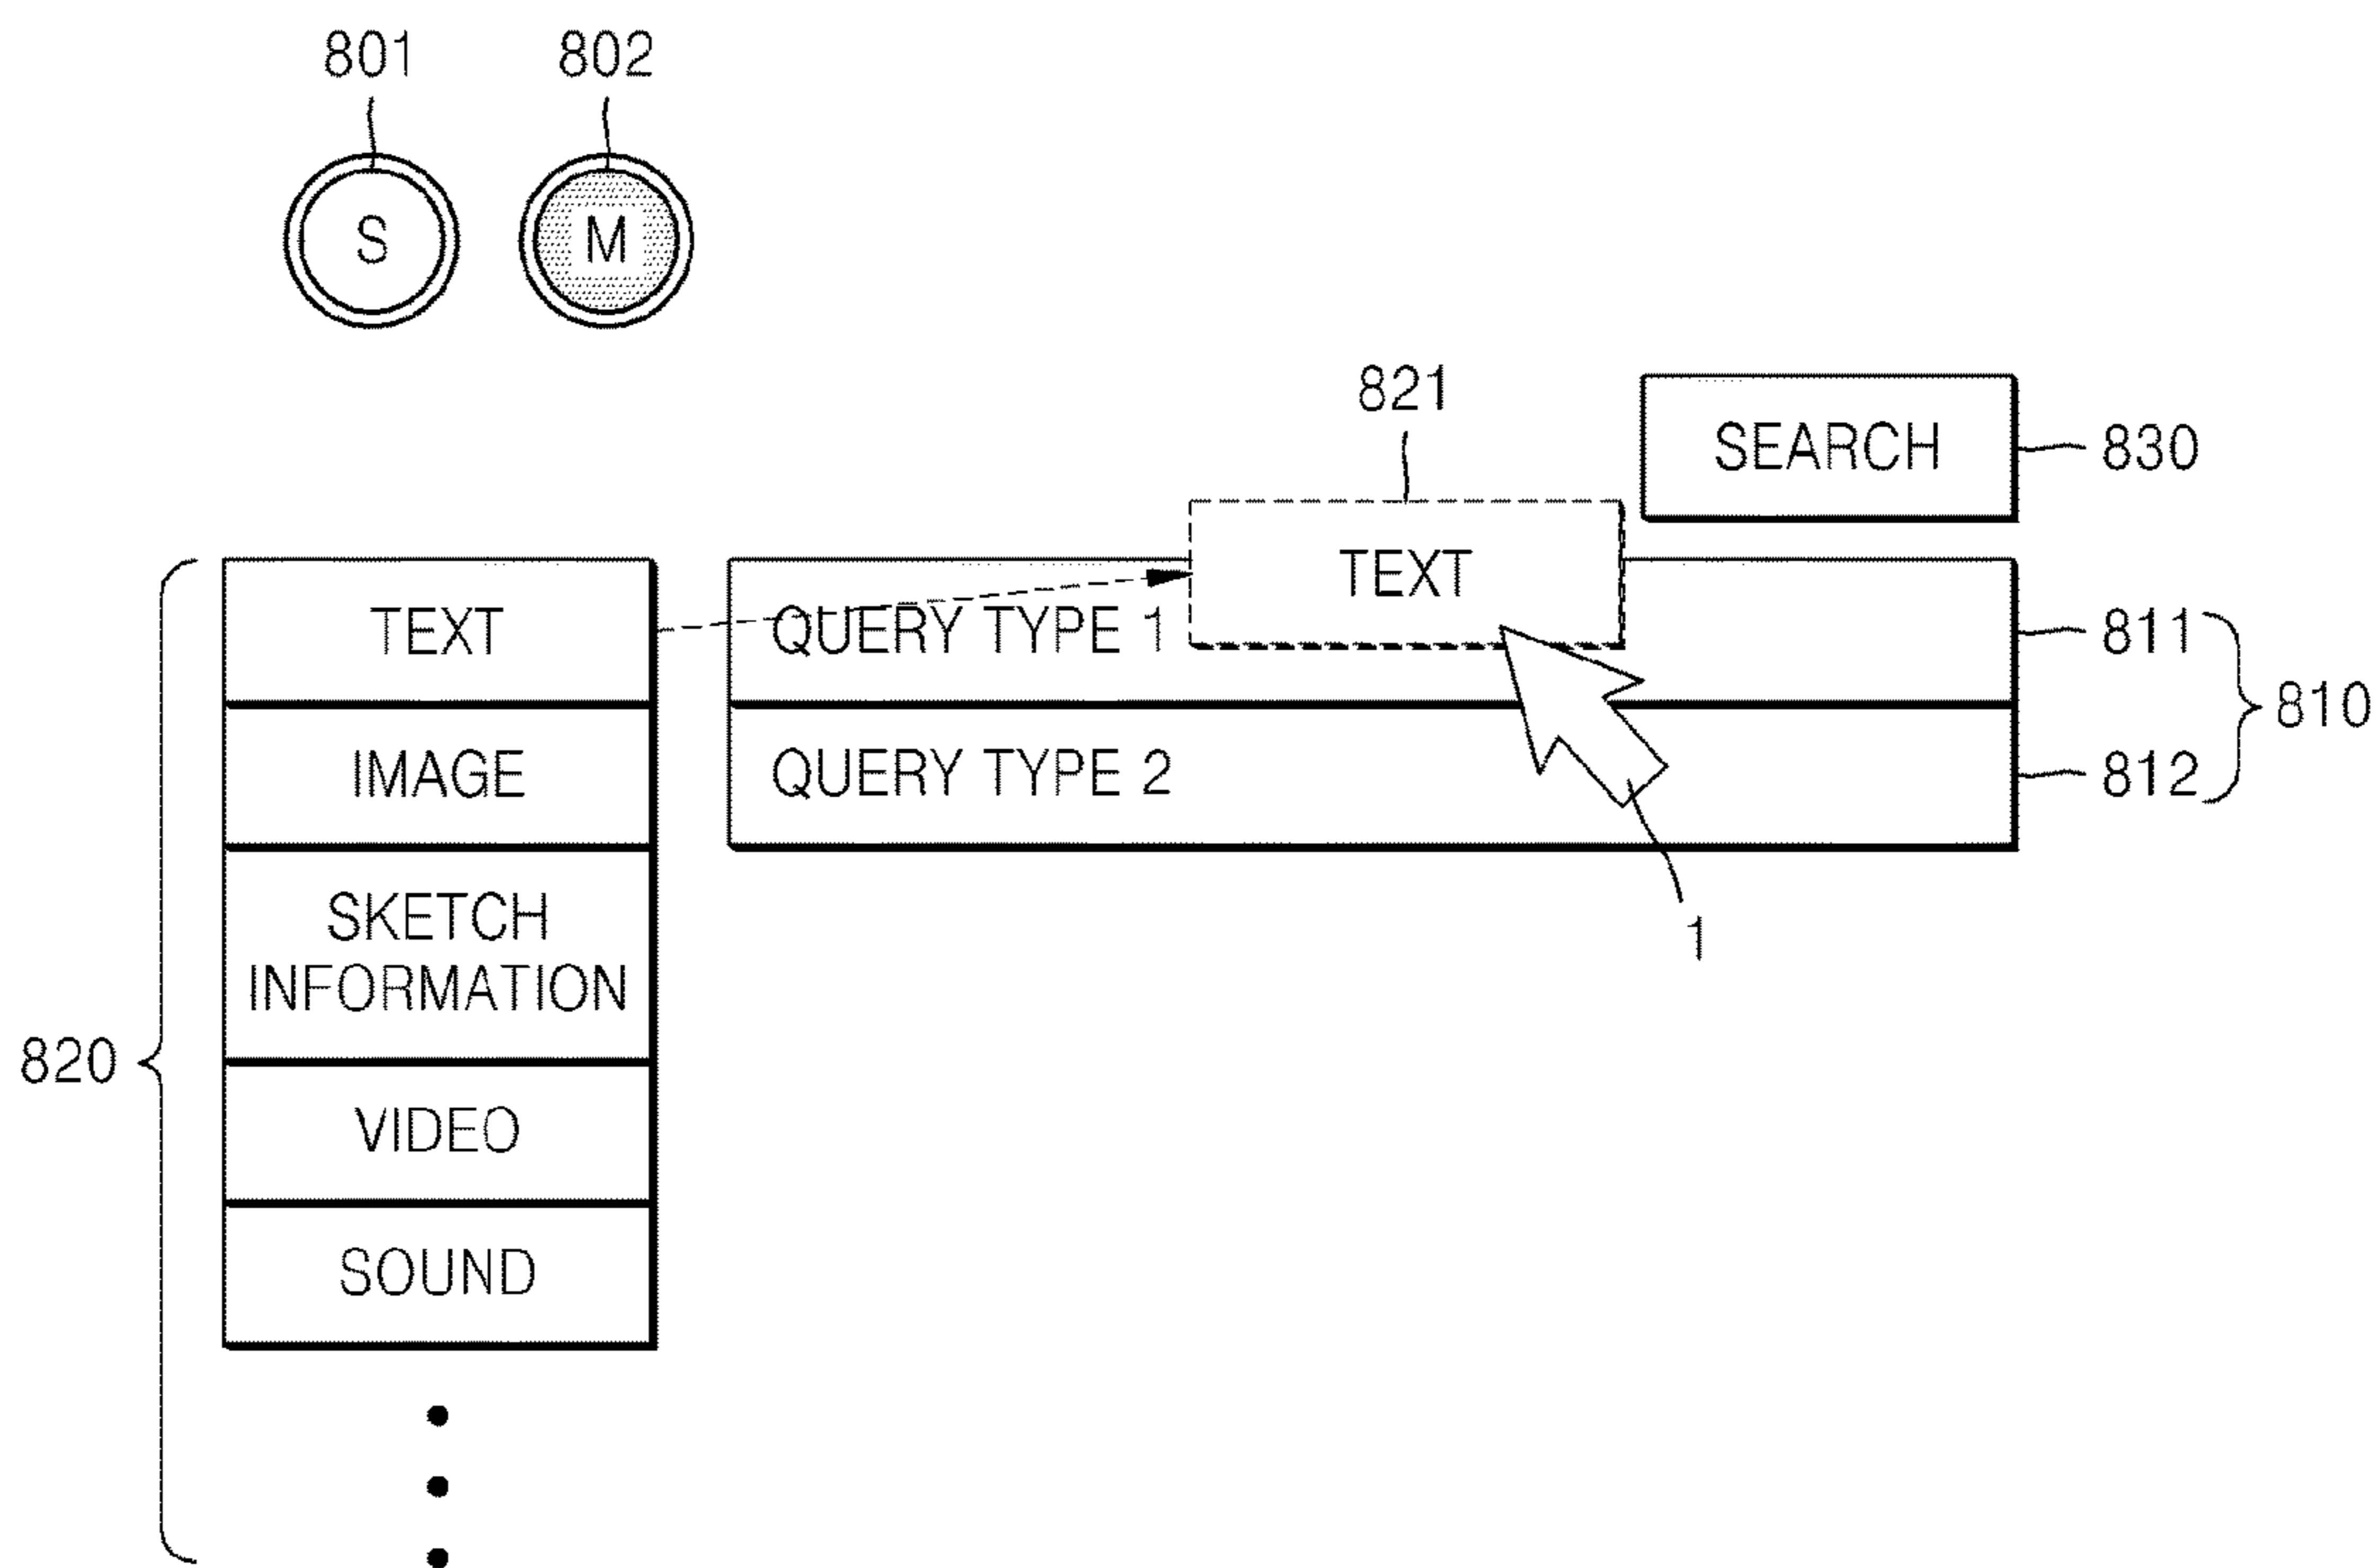 801
802
S
M
821
SEARCH
830
TEXT
TEXT
QUERY TYPE 1
811
810
IMAGE
QUERY TYPE 2
812
SKETCH
INFORMATION
1
820
VIDEO
SOUND